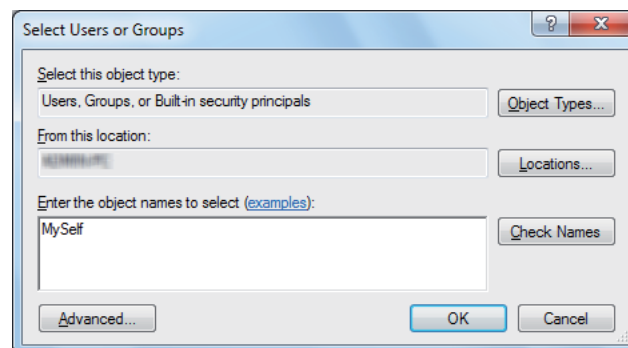 Select Users or Groups
Select this object type:
Users, Groups, or Built-in security principals
Object Types...
From this location:
Locations...
Enter the object names to select (examples):
MySelf
Check Names
Advanced...
OK
Cancel